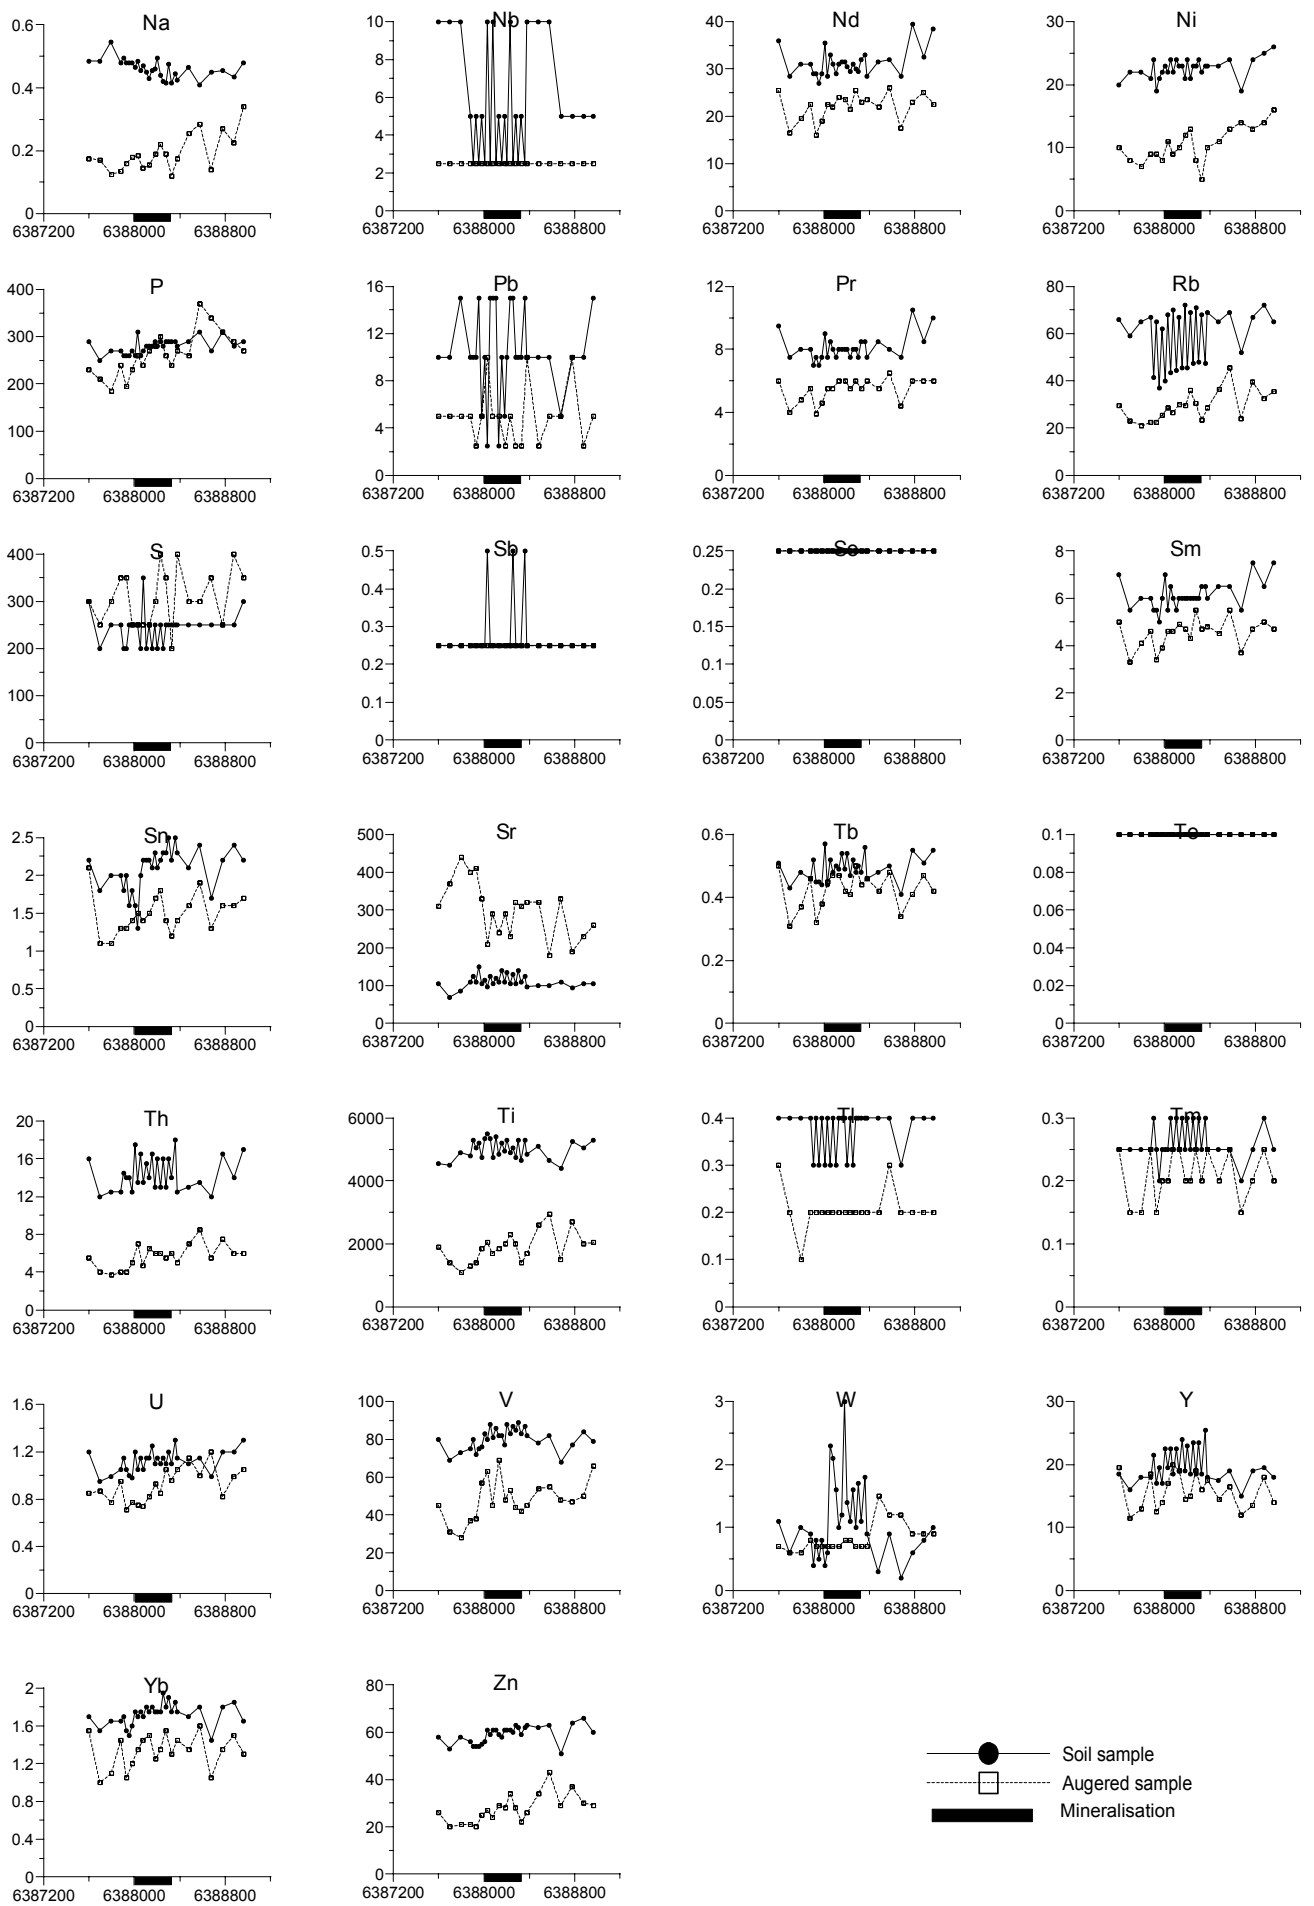 Na
0.6
0.4
0.2
0
6387200 6388000 6388800
Nb
10
8
6
4
2
0
6387200 6388000 6388800
Nd
40
30
20
10
0
6387200 6388000 6388800
Ni
30
20
10
0
6387200 6388000 6388800
P
400
300
200
100
0
6387200 6388000 6388800
Pb
16
12
8
4
0
6387200 6388000 6388800
Pr
12
8
4
0
6387200 6388000 6388800
Rb
80
60
40
20
0
6387200 6388000 6388800
S
400
300
200
100
0
6387200 6388000 6388800
Sb
0.5
0.4
0.3
0.2
0.1
0
6387200 6388000 6388800
Se
0.25
0.2
0.15
0.1
0.05
0
6387200 6388000 6388800
Sm
8
6
4
2
0
6387200 6388000 6388800
Sn
2.5
2
1.5
1
0.5
0
6387200 6388000 6388800
Sr
500
400
300
200
100
0
6387200 6388000 6388800
Tb
0.6
0.4
0.2
0
6387200 6388000 6388800
Te
0.1
0.08
0.06
0.04
0.02
0
6387200 6388000 6388800
Th
20
16
12
8
4
0
6387200 6388000 6388800
Ti
6000
4000
2000
0
6387200 6388000 6388800
Tl
0.4
0.3
0.2
0.1
0
6387200 6388000 6388800
Tm
0.3
0.2
0.1
0
6387200 6388000 6388800
U
1.6
1.2
0.8
0.4
0
6387200 6388000 6388800
V
100
80
60
40
20
0
6387200 6388000 6388800
W
3
2
1
0
6387200 6388000 6388800
Y
30
20
10
0
6387200 6388000 6388800
Yb
2
1.6
1.2
0.8
0.4
0
6387200 6388000 6388800
Zn
80
60
40
20
0
6387200 6388000 6388800
Soil sample
Augered sample
Mineralisation